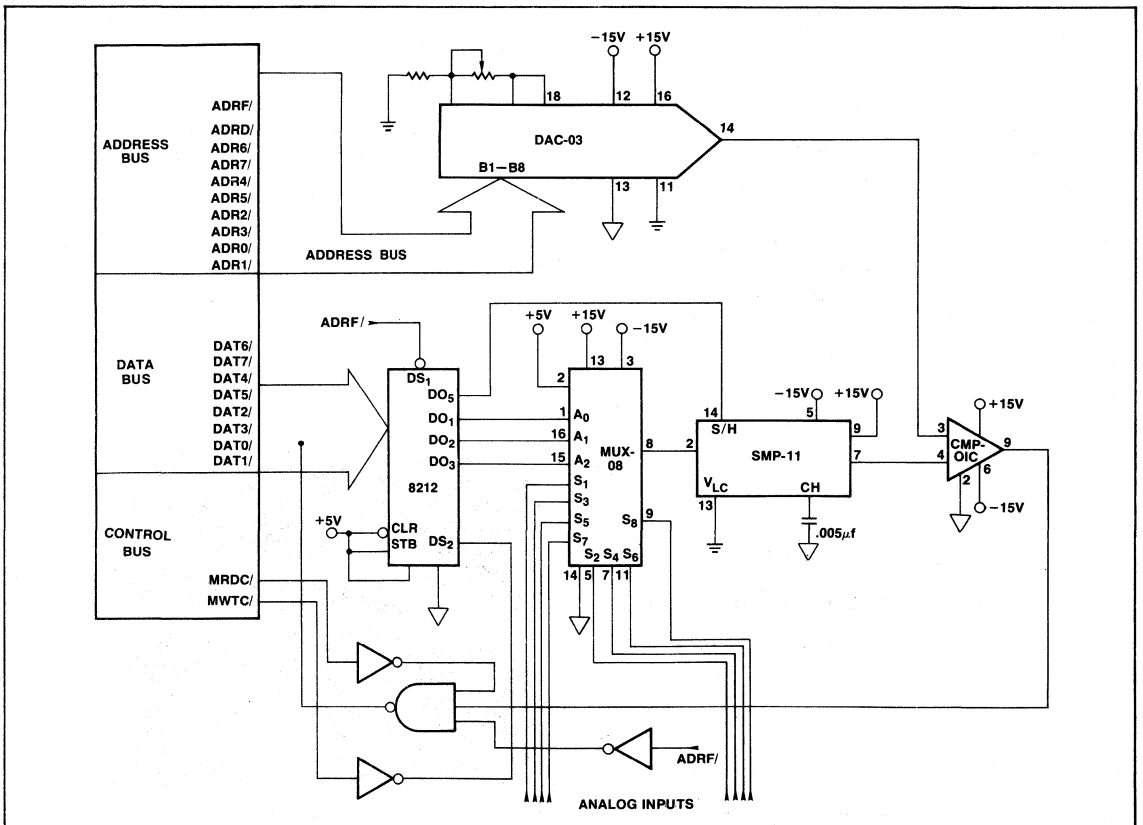 ADDRESS
BUS
ADRF/
ADRD/
ADR6/
ADR7/
ADR4/
ADR5/
ADR2/
ADR3/
ADR0/
ADR1/
DATA
BUS
DAT6/
DAT7/
DAT4/
DAT5/
DAT2/
DAT3/
DAT0/
DAT1/
CONTROL
BUS
MRDC/
MWTC/
−15V
+15V
18
12
16
DAC-03
14
B1−B8
13
11
ADDRESS BUS
ADRF/
DS1
DO5
DO1
DO2
DO3
8212
+5V
CLR
STB
DS2
+5V
+15V
−15V
13
3
2
1
16
15
A0
A1
A2
S1
S3
S5
S7
MUX-
08
8
S8
9
S2
S4
S6
14
5
7
11
−15V
+15V
14
5
S/H
9
2
SMP-11
7
VLC
CH
13
.005μf
+15V
3
4
CMP-
OIC
9
2
6
−15V
ADRF/
ANALOG INPUTS